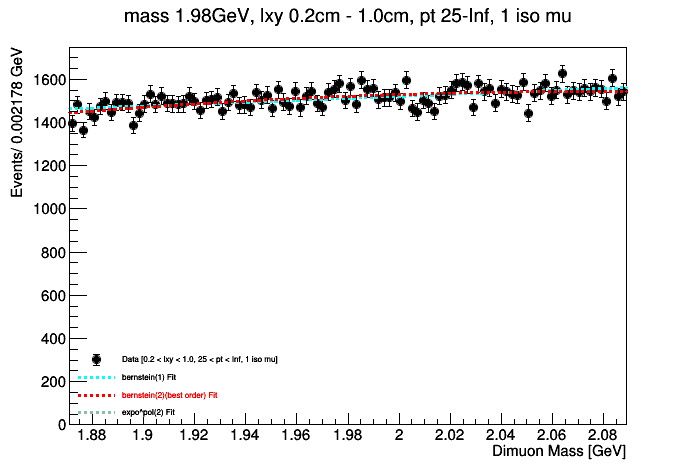 mass 1.98GeV, lxy 0.2cm - 1.0cm, pt 25-Inf, 1 iso mu
Events/ 0.002178 GeV
1600
1400
1200
1000
800
600
400
200
0
Data [0.2 < lxy < 1.0, 25 < pt < Inf, 1 iso mu]
bernstein(1) Fit
bernstein(2)(best order) Fit
expo^pol(2) Fit
1.88 1.9 1.92 1.94 1.96 1.98 2 2.02 2.04 2.06 2.08
Dimuon Mass [GeV]